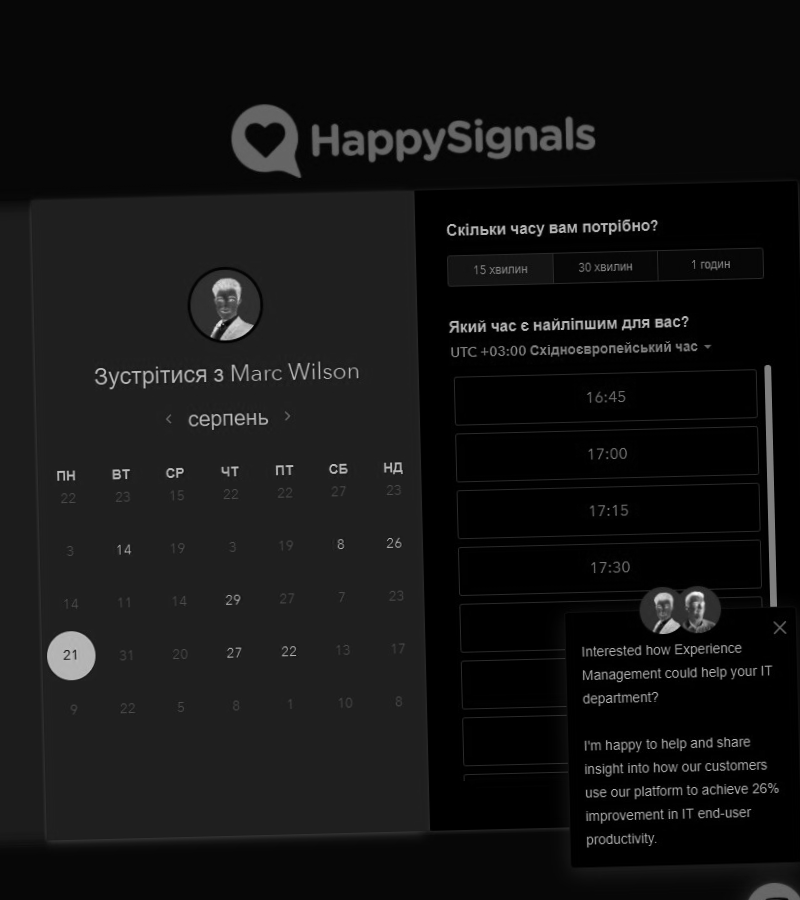 HappySignals
Зустрітися з Marc Wilson
серпень
ПН ВТ СР ЧТ ПТ СБ НД
22 23 15 22 22 27 23
3 14 19 3 19 8 26
14 11 14 29 27 7 23
21 31 20 27 22 13 17
9 22 5 8 1 10 8
Скільки часу вам потрібно?
15 хвилин 30 хвилин 1 годин
Який час є найліпшим для вас?
UTC +03:00 Східноєвропейський час
16:45
17:00
17:15
17:30
Interested how Experience
Management could help your IT
department?
I'm happy to help and share
insight into how our customers
use our platform to achieve 26%
improvement in IT end-user
productivity.